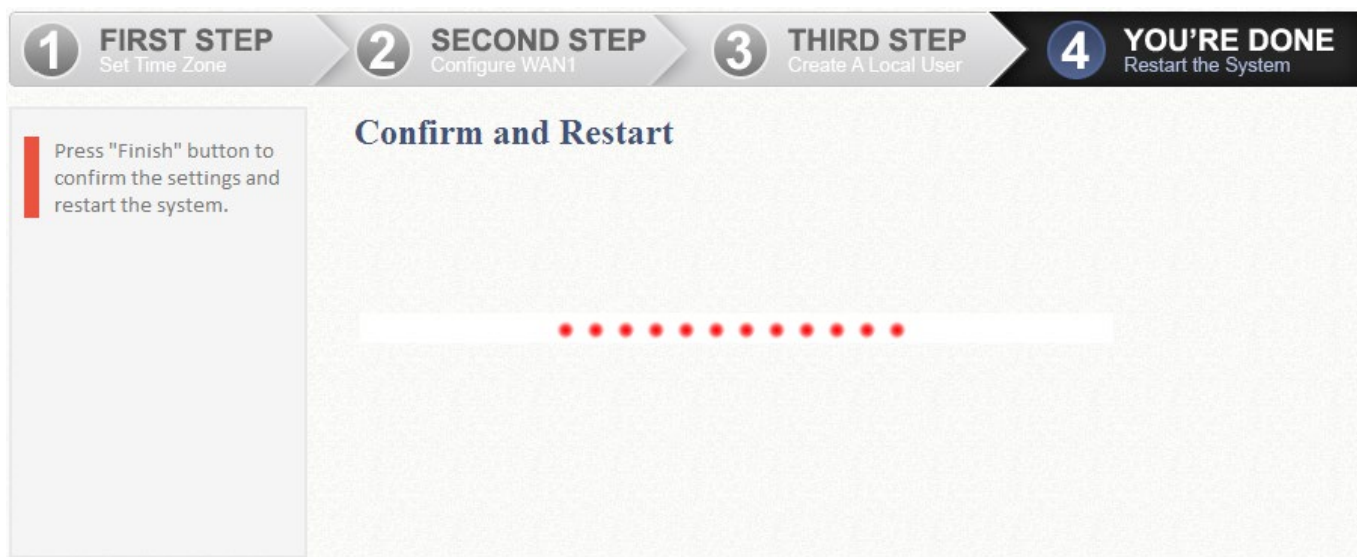 1 FIRST STEP
Set Time Zone
2 SECOND STEP
Configure WAN1
3 THIRD STEP
Create A Local User
4 YOU'RE DONE
Restart the System
Press "Finish" button to
confirm the settings and
restart the system.
Confirm and Restart